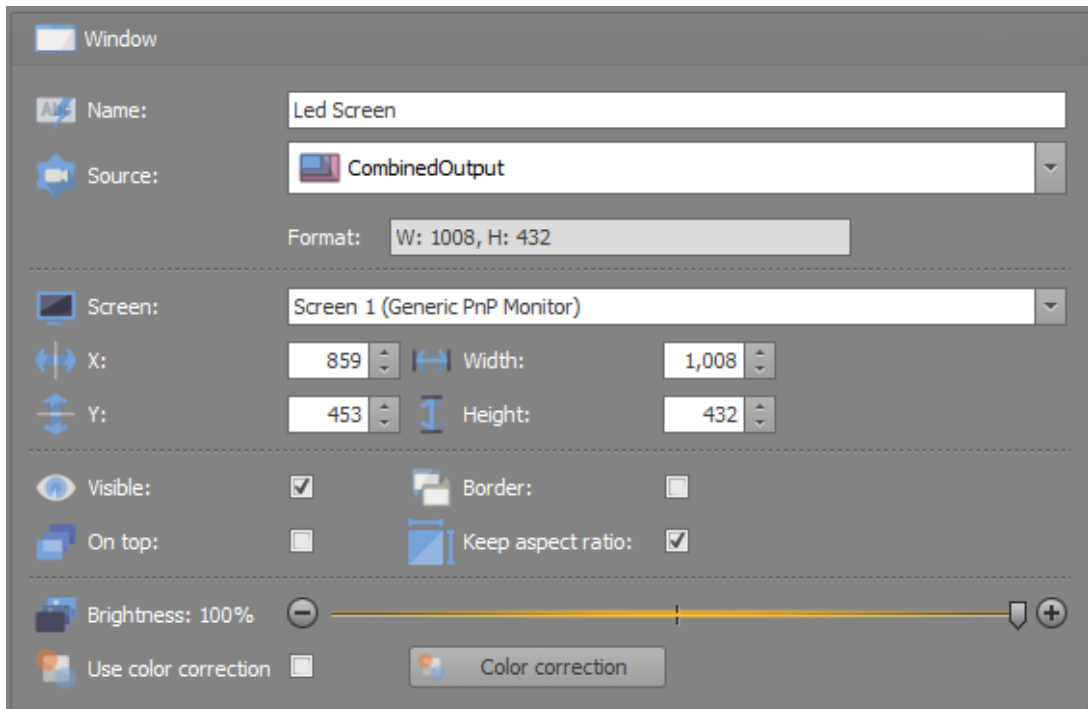 Window
Name: Led Screen
Source: CombinedOutput
Format: W: 1008, H: 432
Screen: Screen 1 (Generic PnP Monitor)
X: 859 Width: 1,008
Y: 453 Height: 432
Visible: Border:
On top: Keep aspect ratio:
Brightness: 100%
Use color correction Color correction